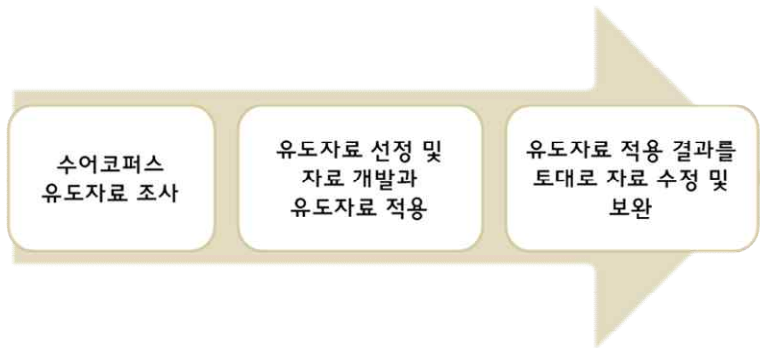 수어코퍼스
유도자료 조사
유도자료 선정 및
자료 개발과
유도자료 적용
유도자료 적용 결과를
토대로 자료 수정 및
보완